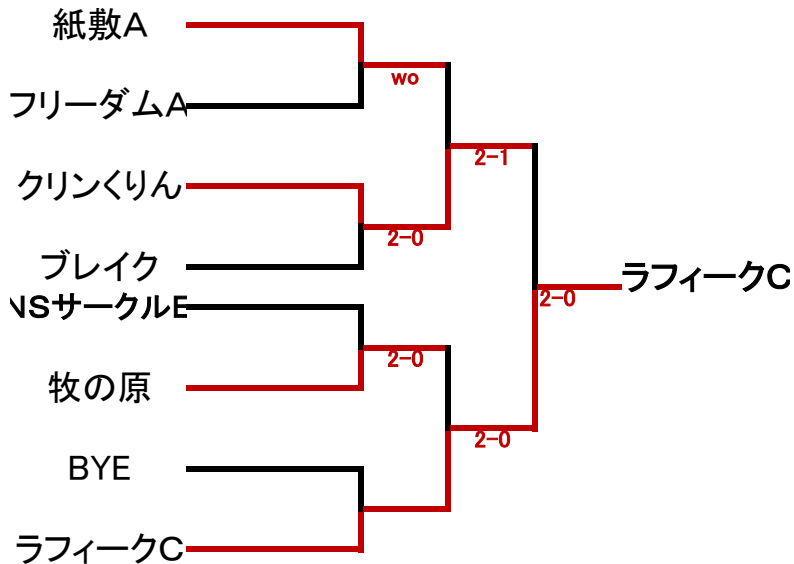 紙敷A
フリーダムA
wo
クリンくりん
2-1
2-0
ブレイク
ラフィークC
NSサークルE
2-0
2-0
牧の原
2-0
BYE
ラフィークC